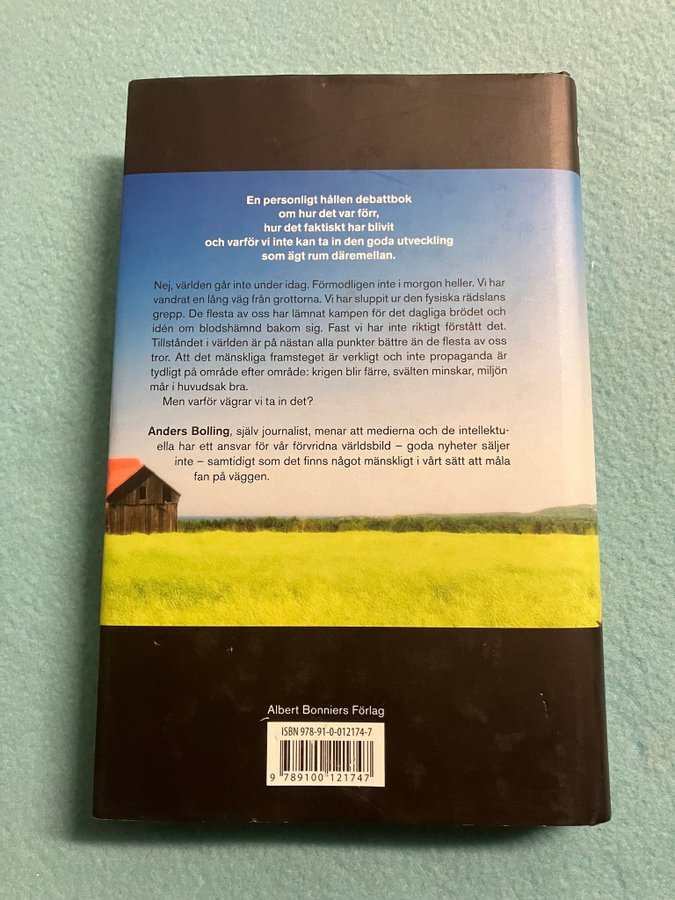 En personligt hållen debattbok
om hur det var förr,
hur det faktiskt har blivit
och varför vi inte kan ta in den goda utveckling
som ägt rum däremellan.
Nej, världen går inte under idag. Förmodligen inte i morgon heller. Vi har
vandrat en lång väg från grottorna. Vi har sluppit ur den fysiska rädslans
grepp. De flesta av oss har lämnat kampen för det dagliga brödet och
idén om blodshämnd bakom sig. Fast vi har inte riktigt förstått det.
Tillståndet i världen är på nästan alla punkter bättre än de flesta av oss
tror. Att det mänskliga framsteget är verkligt och inte propaganda är
tydligt på område efter område: krigen blir färre, svälten minskar, miljön
mår i huvudsak bra.
Men varför vägrar vi ta in det?
Anders Bolling, själv journalist, menar att medierna och de intellektu-
ella har ett ansvar för vår förvridna världsbild – goda nyheter säljer
inte – samtidigt som det finns något mänskligt i vårt sätt att måla
fan på väggen.
Albert Bonniers Förlag
ISBN 978-91-0-012174-7
9 789100 121747